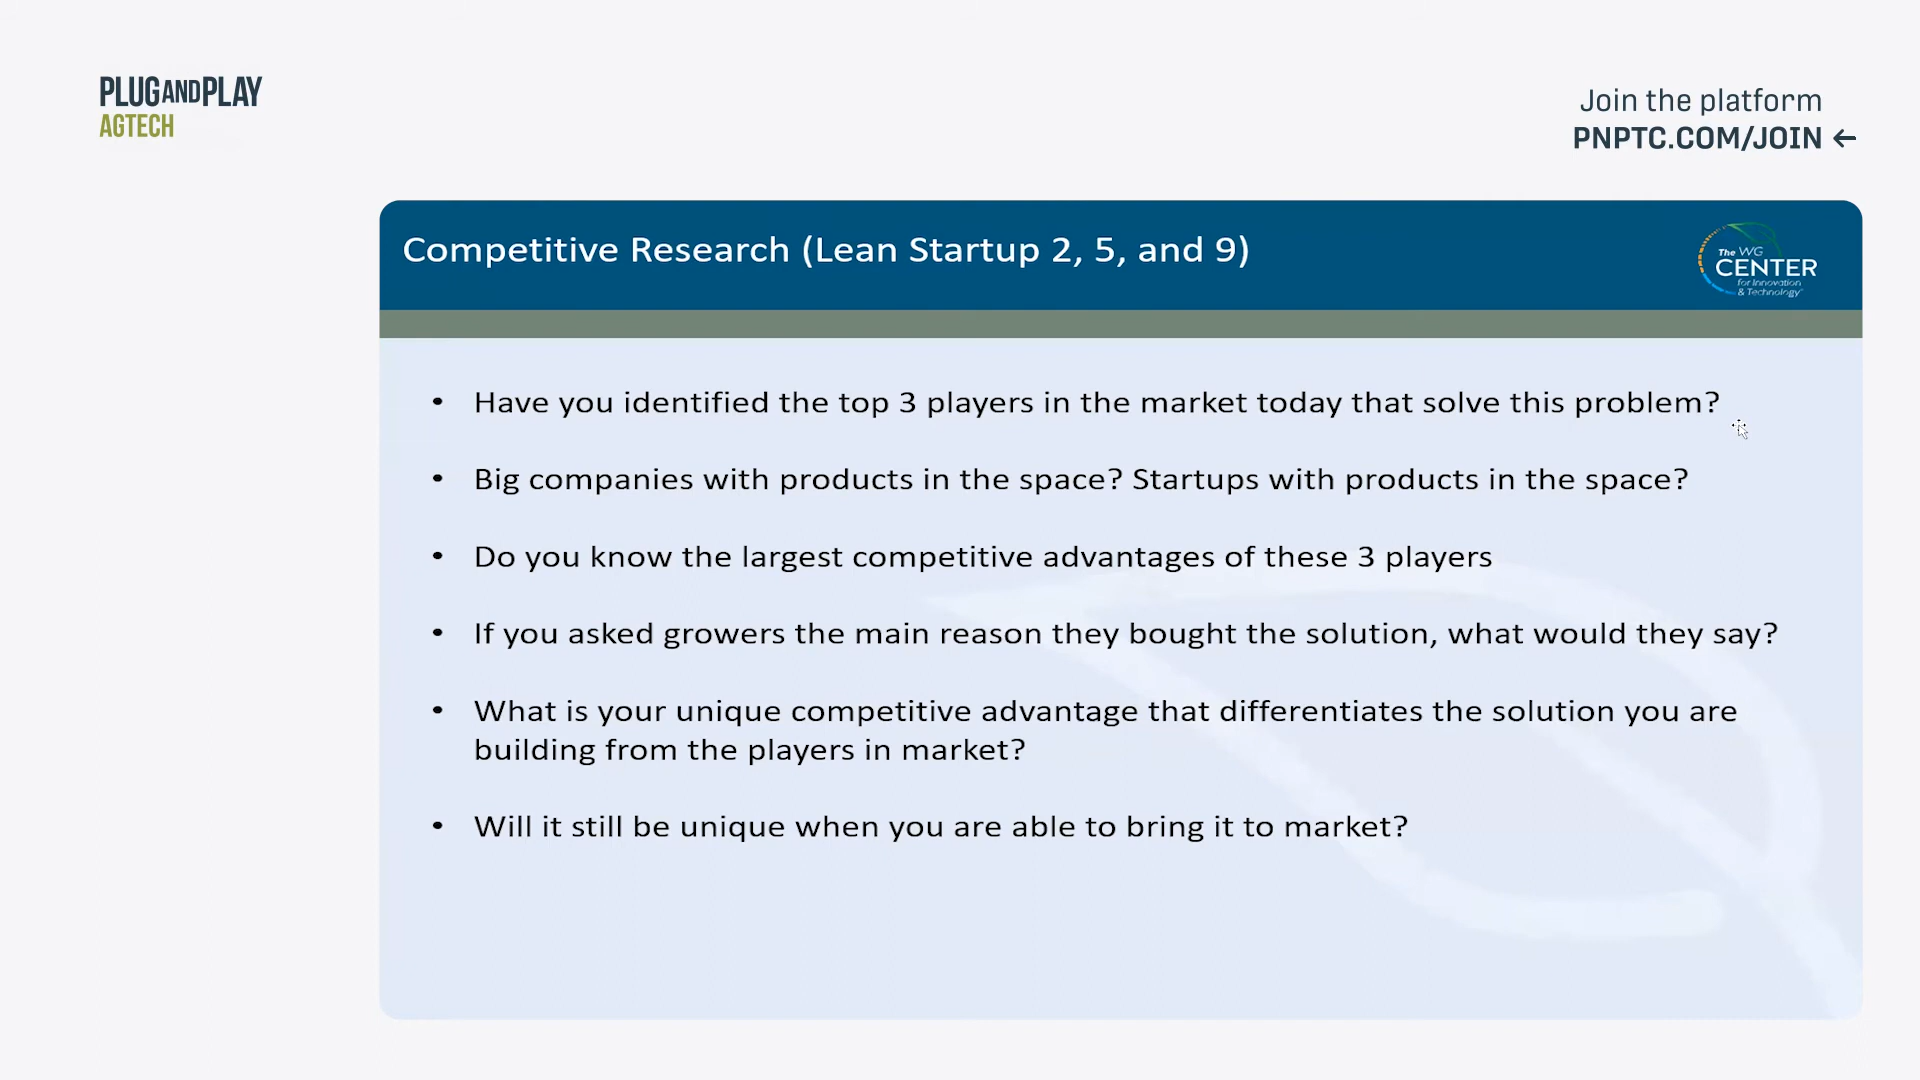 PLUGANDPLAY
AGTECH
Join the platform
PNPTC.COM/JOIN ←
Competitive Research (Lean Startup 2, 5, and 9)
The WG
CENTER
for Innovation
& Technology
• Have you identified the top 3 players in the market today that solve this problem?
• Big companies with products in the space? Startups with products in the space?
• Do you know the largest competitive advantages of these 3 players
• If you asked growers the main reason they bought the solution, what would they say?
• What is your unique competitive advantage that differentiates the solution you are
building from the players in market?
• Will it still be unique when you are able to bring it to market?